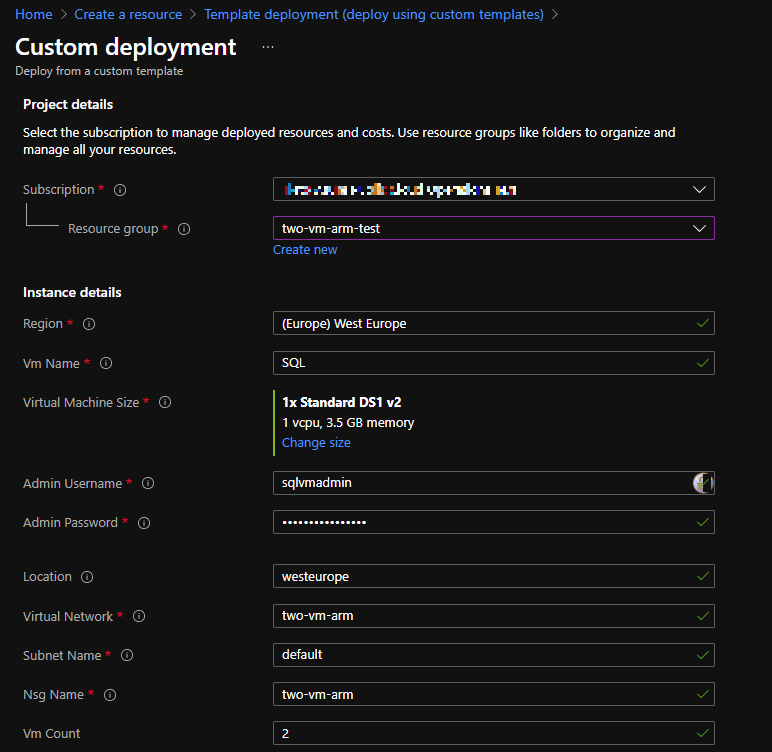 Home > Create a resource > Template deployment (deploy using custom templates) >
Custom deployment ...
Deploy from a custom template
Project details
Select the subscription to manage deployed resources and costs. Use resource groups like folders to organize and
manage all your resources.
Subscription *
Resource group * two-vm-arm-test
Create new
Instance details
Region * (Europe) West Europe
Vm Name * SQL
Virtual Machine Size * 1x Standard DS1 v2
1 vcpu, 3.5 GB memory
Change size
Admin Username * sqlvmadmin
Admin Password * ••••••••••••••••
Location westeurope
Virtual Network * two-vm-arm
Subnet Name * default
Nsg Name * two-vm-arm
Vm Count 2